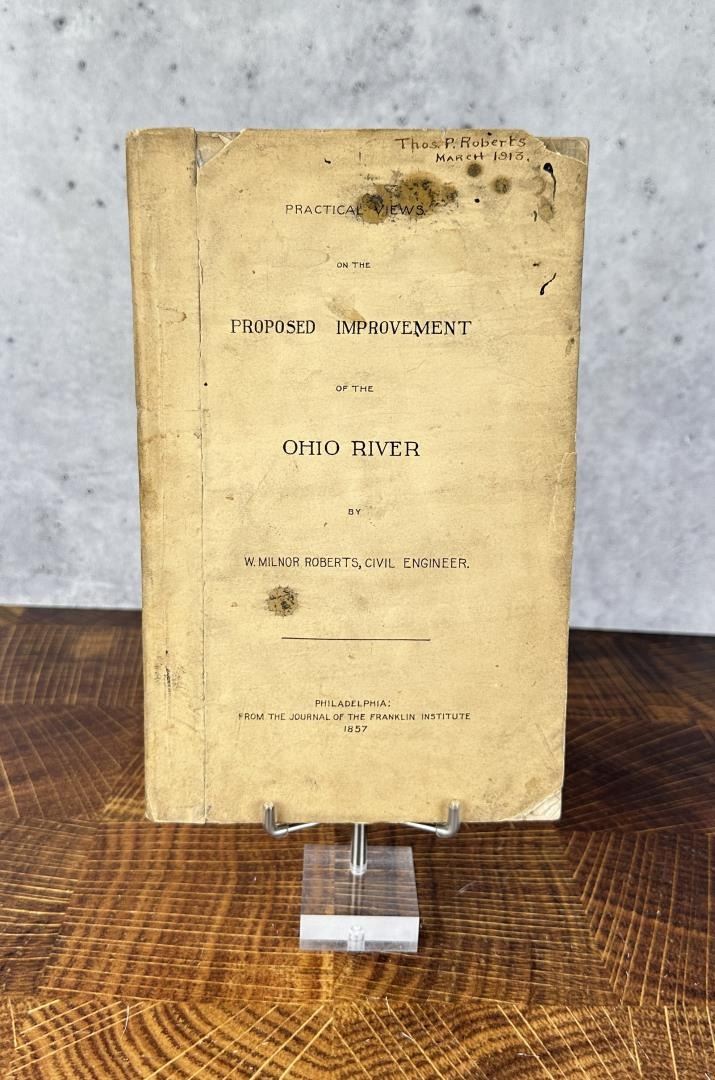 Thos. P. Roberts
MARCH 1913.
PRACTICAL VIEWS
ON THE
PROPOSED IMPROVEMENT
OF THE
OHIO RIVER
BY
W. MILNOR ROBERTS, CIVIL ENGINEER.
PHILADELPHIA:
FROM THE JOURNAL OF THE FRANKLIN INSTITUTE
1857